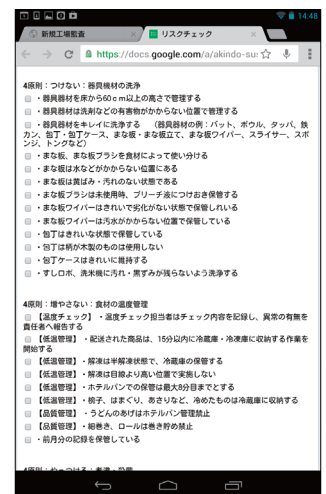 14:48
新規工場監査
リスクチェック
https://docs.google.com/a/akindo-sus
4原則：つけない：器具機材の洗浄
・器具器材を床から60ｃｍ以上の高さで管理する
・器具器材は洗剤などの有害物がかからない位置で管理する
・器具器材をキレイに洗浄する　（器具器材の例：バット、ボウル、タッパ、鉄
カン、包丁・包丁ケース、まな板・まな板立て、まな板ワイパー、スライサー、スポ
ンジ、トングなど）
・まな板、まな板ブラシを食材によって使い分ける
・まな板は水などがかからない位置にある
・まな板は黄ばみ・汚れのない状態である
・まな板ブラシは未使用時、ブリーチ液につけおき保管する
・まな板ワイパーはきれいで劣化がない状態で保管しれいる
・まな板ワイパーは汚水がかからない位置で保管している
・包丁はきれいな状態で保管している
・包丁は柄が木製のものは使用しない
・包丁ケースはきれいに維持する
・すしロボ、洗米機に汚れ・黒ずみが残らないよう洗浄する
4原則：増やさない：食材の温度管理
【温度チェック】・温度チェック担当者はチェック内容を記録し、異常の有無を
責任者へ報告する
【低温管理】・配送された商品は、15分以内に冷蔵庫・冷凍庫に収納する作業を
開始する
【低温管理】・解凍は半解凍状態で、冷蔵庫の保管する
【低温管理】・解凍は目線より高い位置で実施しない
【低温管理】・ホテルパンでの保管は最大8分目までとする
【低温管理】・桄子、はまぐり、あさりなど、冷めたものは冷蔵庫に収納する
【品質管理】・うどんのあげはホテルパン管理禁止
【品質管理】・細巻き、ロールは巻き貯め禁止
・前月分の記録を保管している